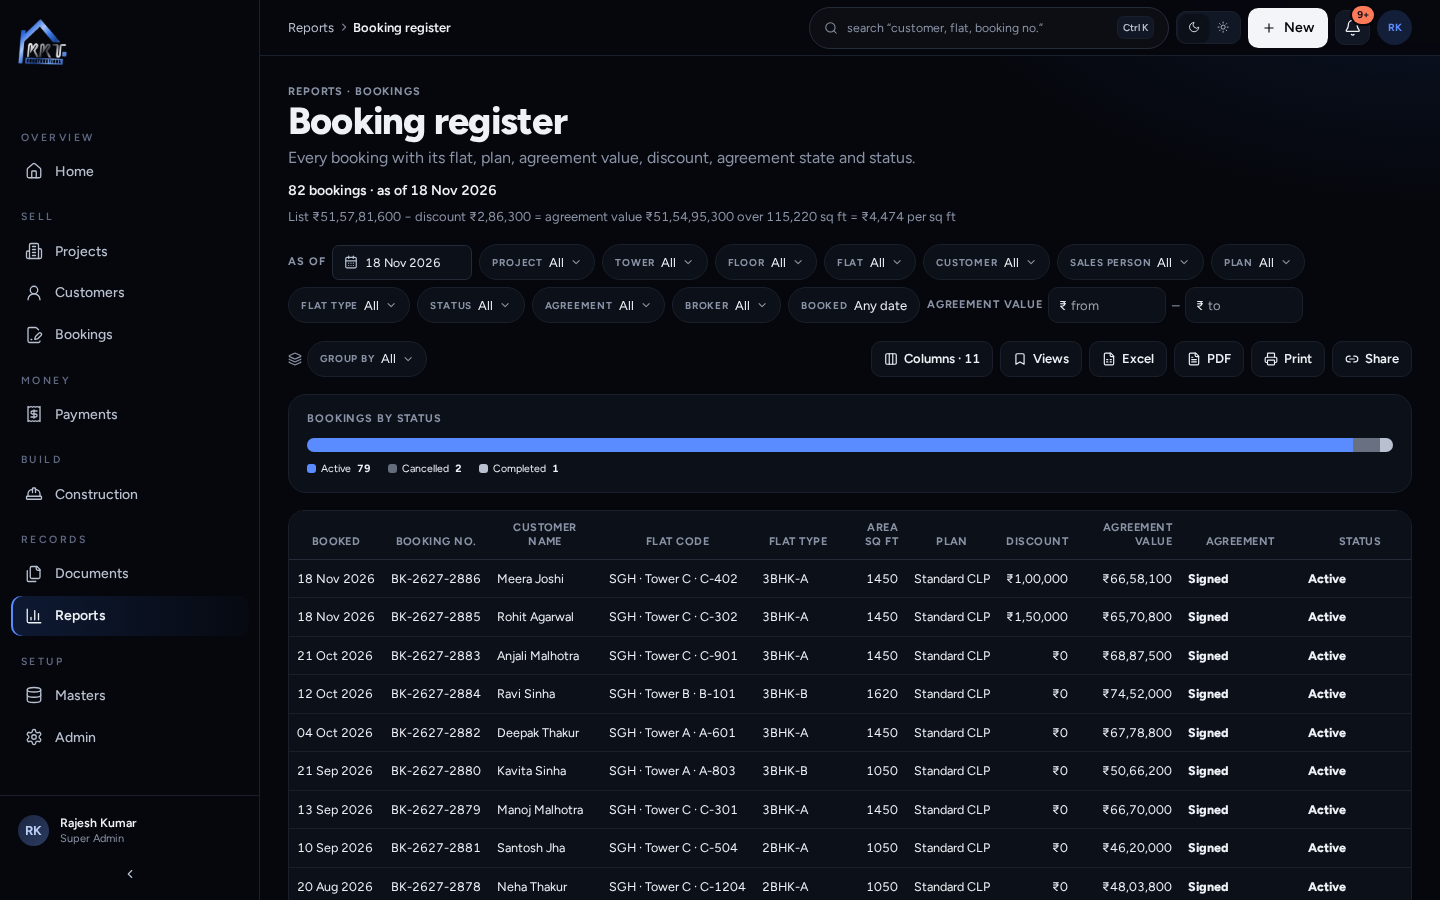 RKT
Reports > Booking register
search "customer, flat, booking no."
Ctrl K
New
9+
RK
OVERVIEW
Home
SELL
Projects
Customers
Bookings
MONEY
Payments
BUILD
Construction
RECORDS
Documents
Reports
SETUP
Masters
Admin
RK
Rajesh Kumar
Super Admin
REPORTS · BOOKINGS
Booking register
Every booking with its flat, plan, agreement value, discount, agreement state and status.
82 bookings · as of 18 Nov 2026
List ₹51,57,81,600 − discount ₹2,86,300 = agreement value ₹51,54,95,300 over 115,220 sq ft = ₹4,474 per sq ft
AS OF 18 Nov 2026 PROJECT All TOWER All FLOOR All FLAT All CUSTOMER All SALES PERSON All PLAN All
FLAT TYPE All STATUS All AGREEMENT All BROKER All BOOKED Any date AGREEMENT VALUE ₹ from – ₹ to
GROUP BY All Columns · 11 Views Excel PDF Print Share
BOOKINGS BY STATUS
Active 79 Cancelled 2 Completed 1
BOOKED BOOKING NO. CUSTOMER NAME FLAT CODE FLAT TYPE AREA SQ FT PLAN DISCOUNT AGREEMENT VALUE AGREEMENT STATUS
18 Nov 2026 BK-2627-2886 Meera Joshi SGH · Tower C · C-402 3BHK-A 1450 Standard CLP ₹1,00,000 ₹66,58,100 Signed Active
18 Nov 2026 BK-2627-2885 Rohit Agarwal SGH · Tower C · C-302 3BHK-A 1450 Standard CLP ₹1,50,000 ₹65,70,800 Signed Active
21 Oct 2026 BK-2627-2883 Anjali Malhotra SGH · Tower C · C-901 3BHK-A 1450 Standard CLP ₹0 ₹68,87,500 Signed Active
12 Oct 2026 BK-2627-2884 Ravi Sinha SGH · Tower B · B-101 3BHK-B 1620 Standard CLP ₹0 ₹74,52,000 Signed Active
04 Oct 2026 BK-2627-2882 Deepak Thakur SGH · Tower A · A-601 3BHK-A 1450 Standard CLP ₹0 ₹67,78,800 Signed Active
21 Sep 2026 BK-2627-2880 Kavita Sinha SGH · Tower A · A-803 3BHK-B 1050 Standard CLP ₹0 ₹50,66,200 Signed Active
13 Sep 2026 BK-2627-2879 Manoj Malhotra SGH · Tower C · C-301 3BHK-A 1450 Standard CLP ₹0 ₹66,70,000 Signed Active
10 Sep 2026 BK-2627-2881 Santosh Jha SGH · Tower C · C-504 2BHK-A 1050 Standard CLP ₹0 ₹46,20,000 Signed Active
20 Aug 2026 BK-2627-2878 Neha Thakur SGH · Tower C · C-1204 2BHK-A 1050 Standard CLP ₹0 ₹48,03,800 Signed Active